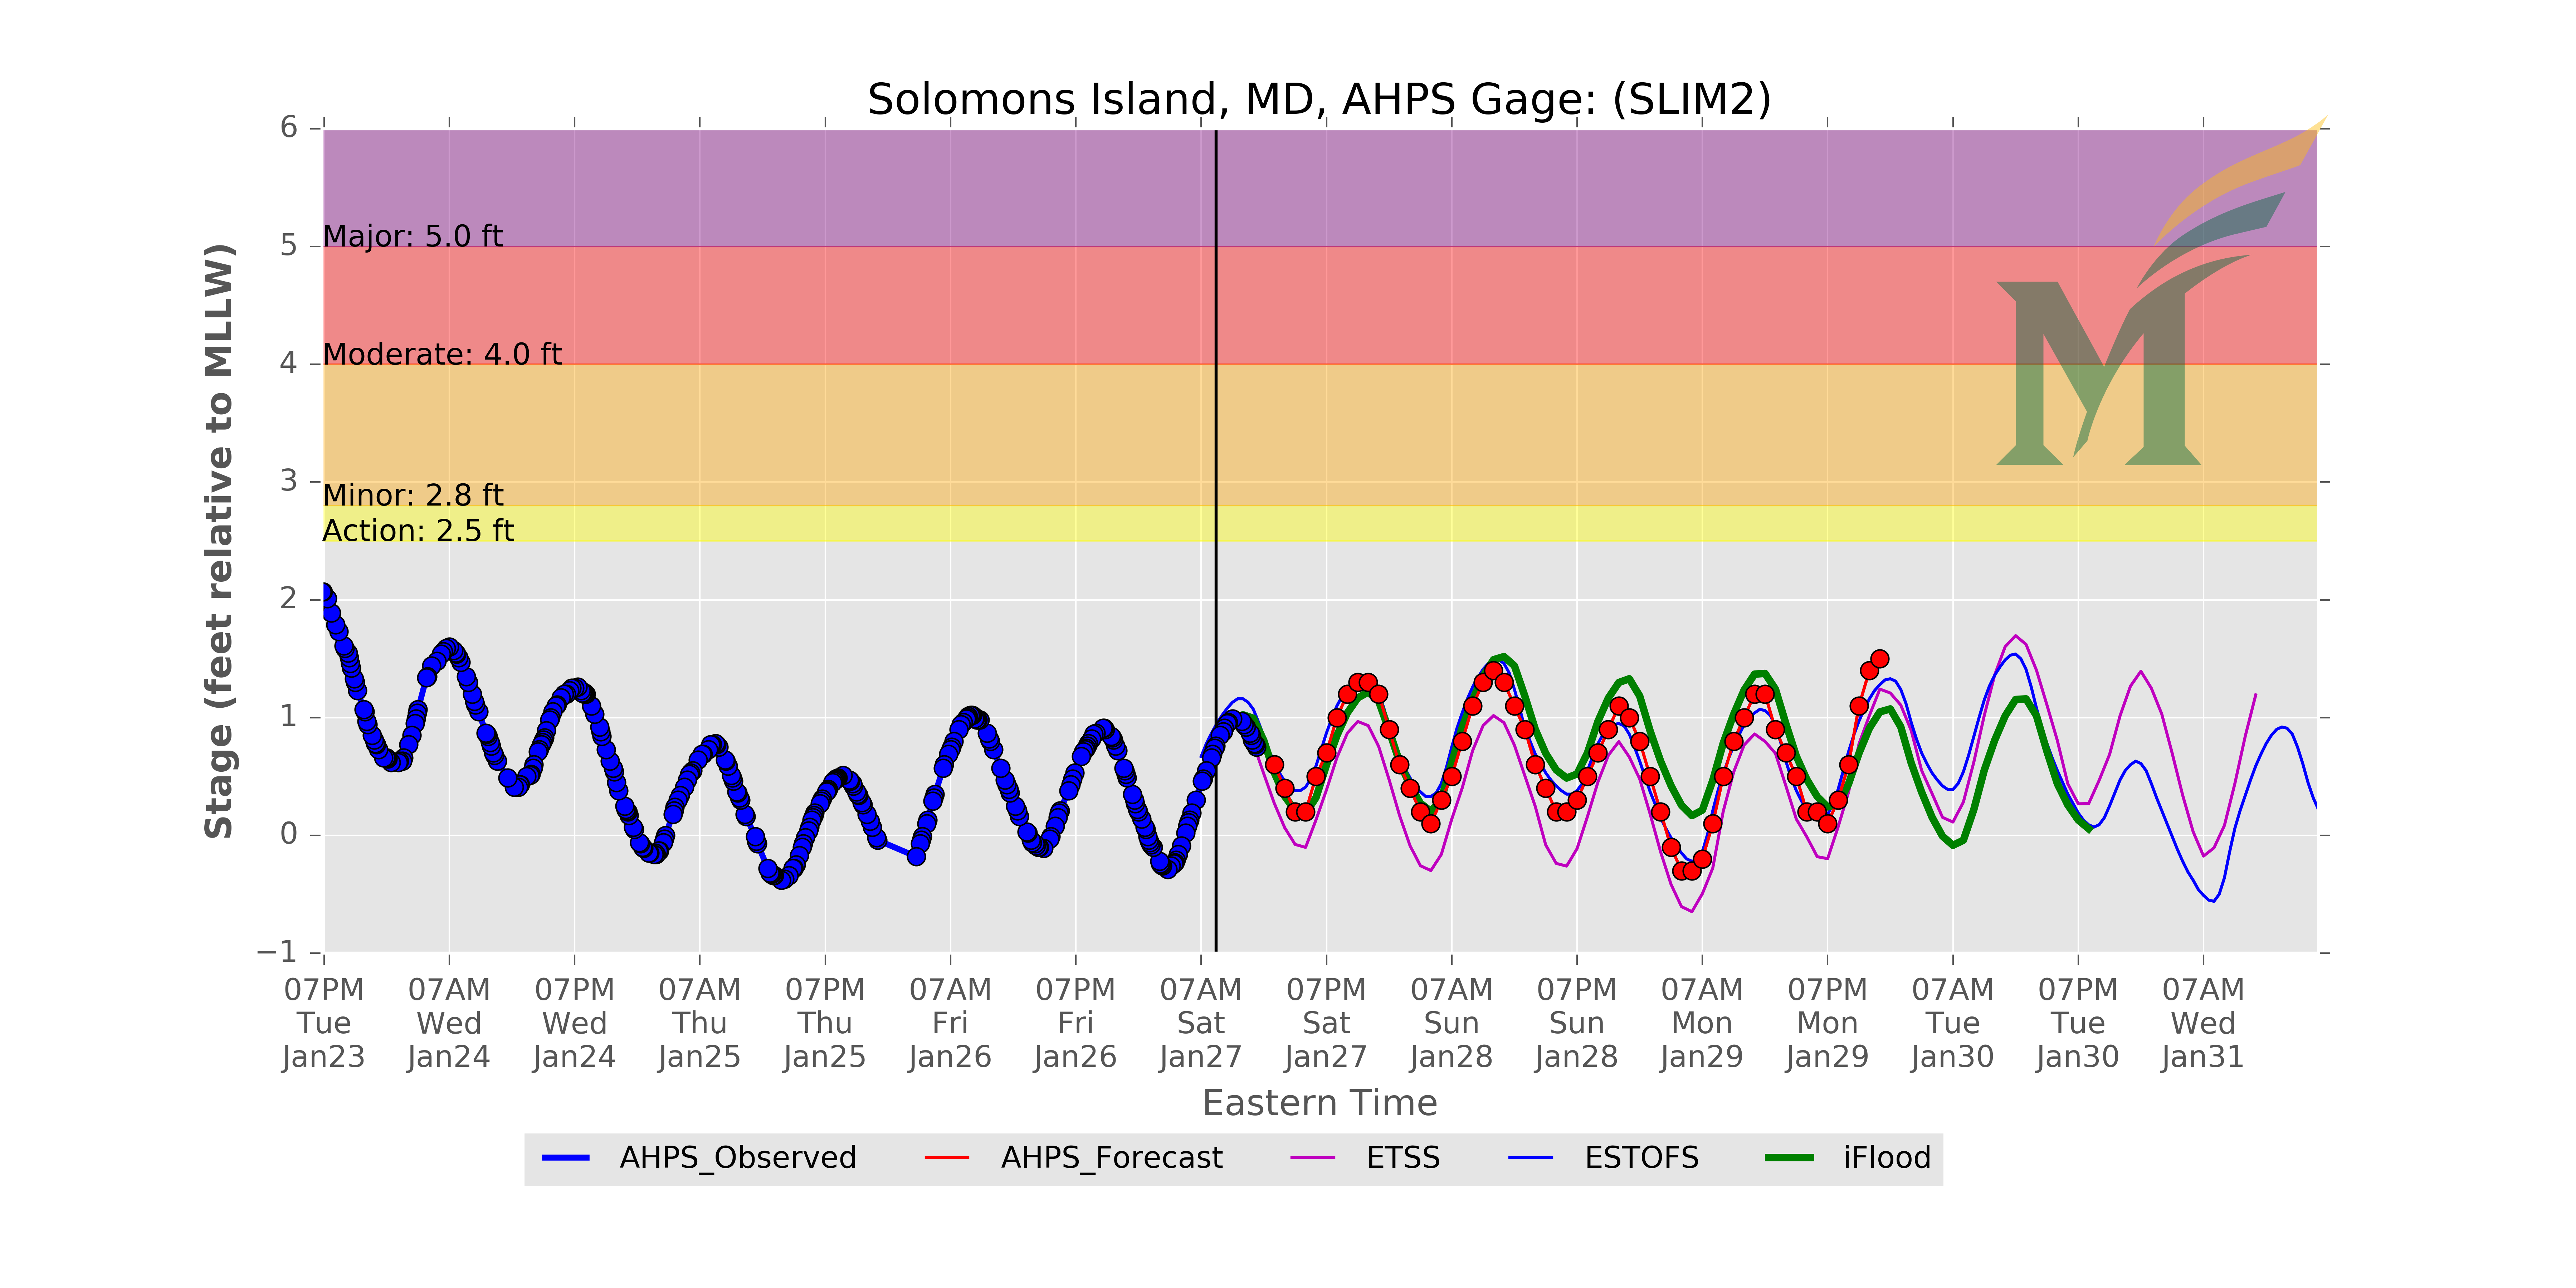 Solomons Island, MD, AHPS Gage: (SLIM2)
Stage (feet relative to MLLW)
6
5
4
3
2
1
0
−1
Major: 5.0 ft
Moderate: 4.0 ft
Minor: 2.8 ft
Action: 2.5 ft
M
07PM 07AM 07PM 07AM 07PM 07AM 07PM 07AM 07PM 07AM 07PM 07AM 07PM 07AM 07PM 07AM
Tue Wed Wed Thu Thu Fri Fri Sat Sat Sun Sun Mon Mon Tue Tue Wed
Jan23 Jan24 Jan24 Jan25 Jan25 Jan26 Jan26 Jan27 Jan27 Jan28 Jan28 Jan29 Jan29 Jan30 Jan30 Jan31
Eastern Time
AHPS_Observed AHPS_Forecast ETSS ESTOFS iFlood